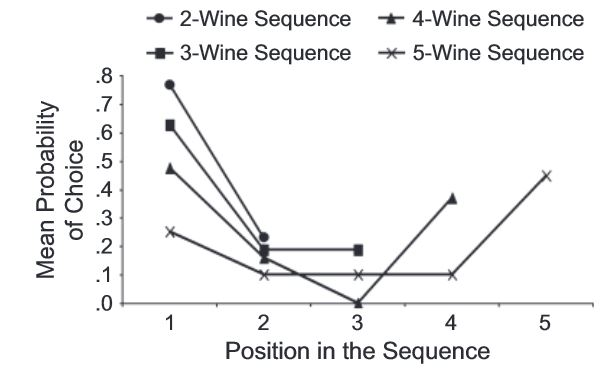 2-Wine Sequence 4-Wine Sequence
3-Wine Sequence 5-Wine Sequence
Mean Probability
of Choice
.8
.7
.6
.5
.4
.3
.2
.1
.0
1 2 3 4 5
Position in the Sequence